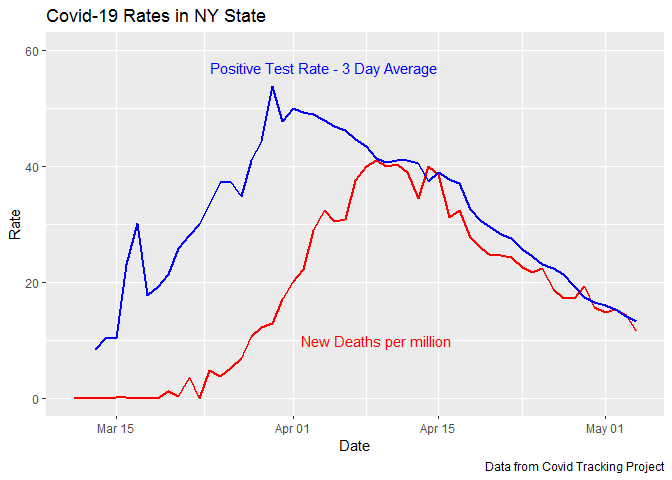 Covid-19 Rates in NY State
Positive Test Rate - 3 Day Average
New Deaths per million
Rate
60
40
20
0
Mar 15
Apr 01
Apr 15
May 01
Date
Data from Covid Tracking Project